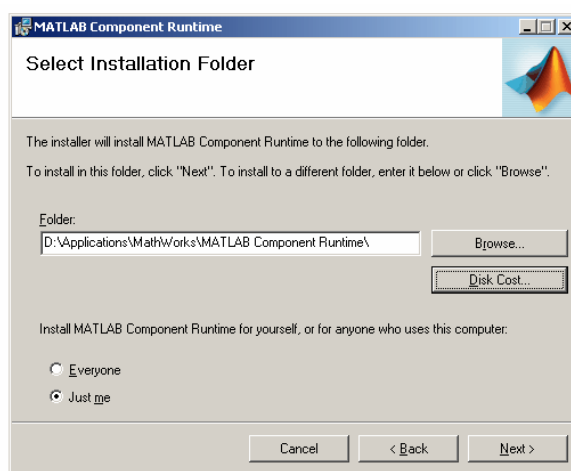 MATLAB Component Runtime
Select Installation Folder
The installer will install MATLAB Component Runtime to the following folder.
To install in this folder, click "Next". To install to a different folder, enter it below or click "Browse".
Folder:
D:\Applications\MathWorks\MATLAB Component Runtime\
Browse...
Disk Cost...
Install MATLAB Component Runtime for yourself, or for anyone who uses this computer:
Everyone
Just me
Cancel
< Back
Next >